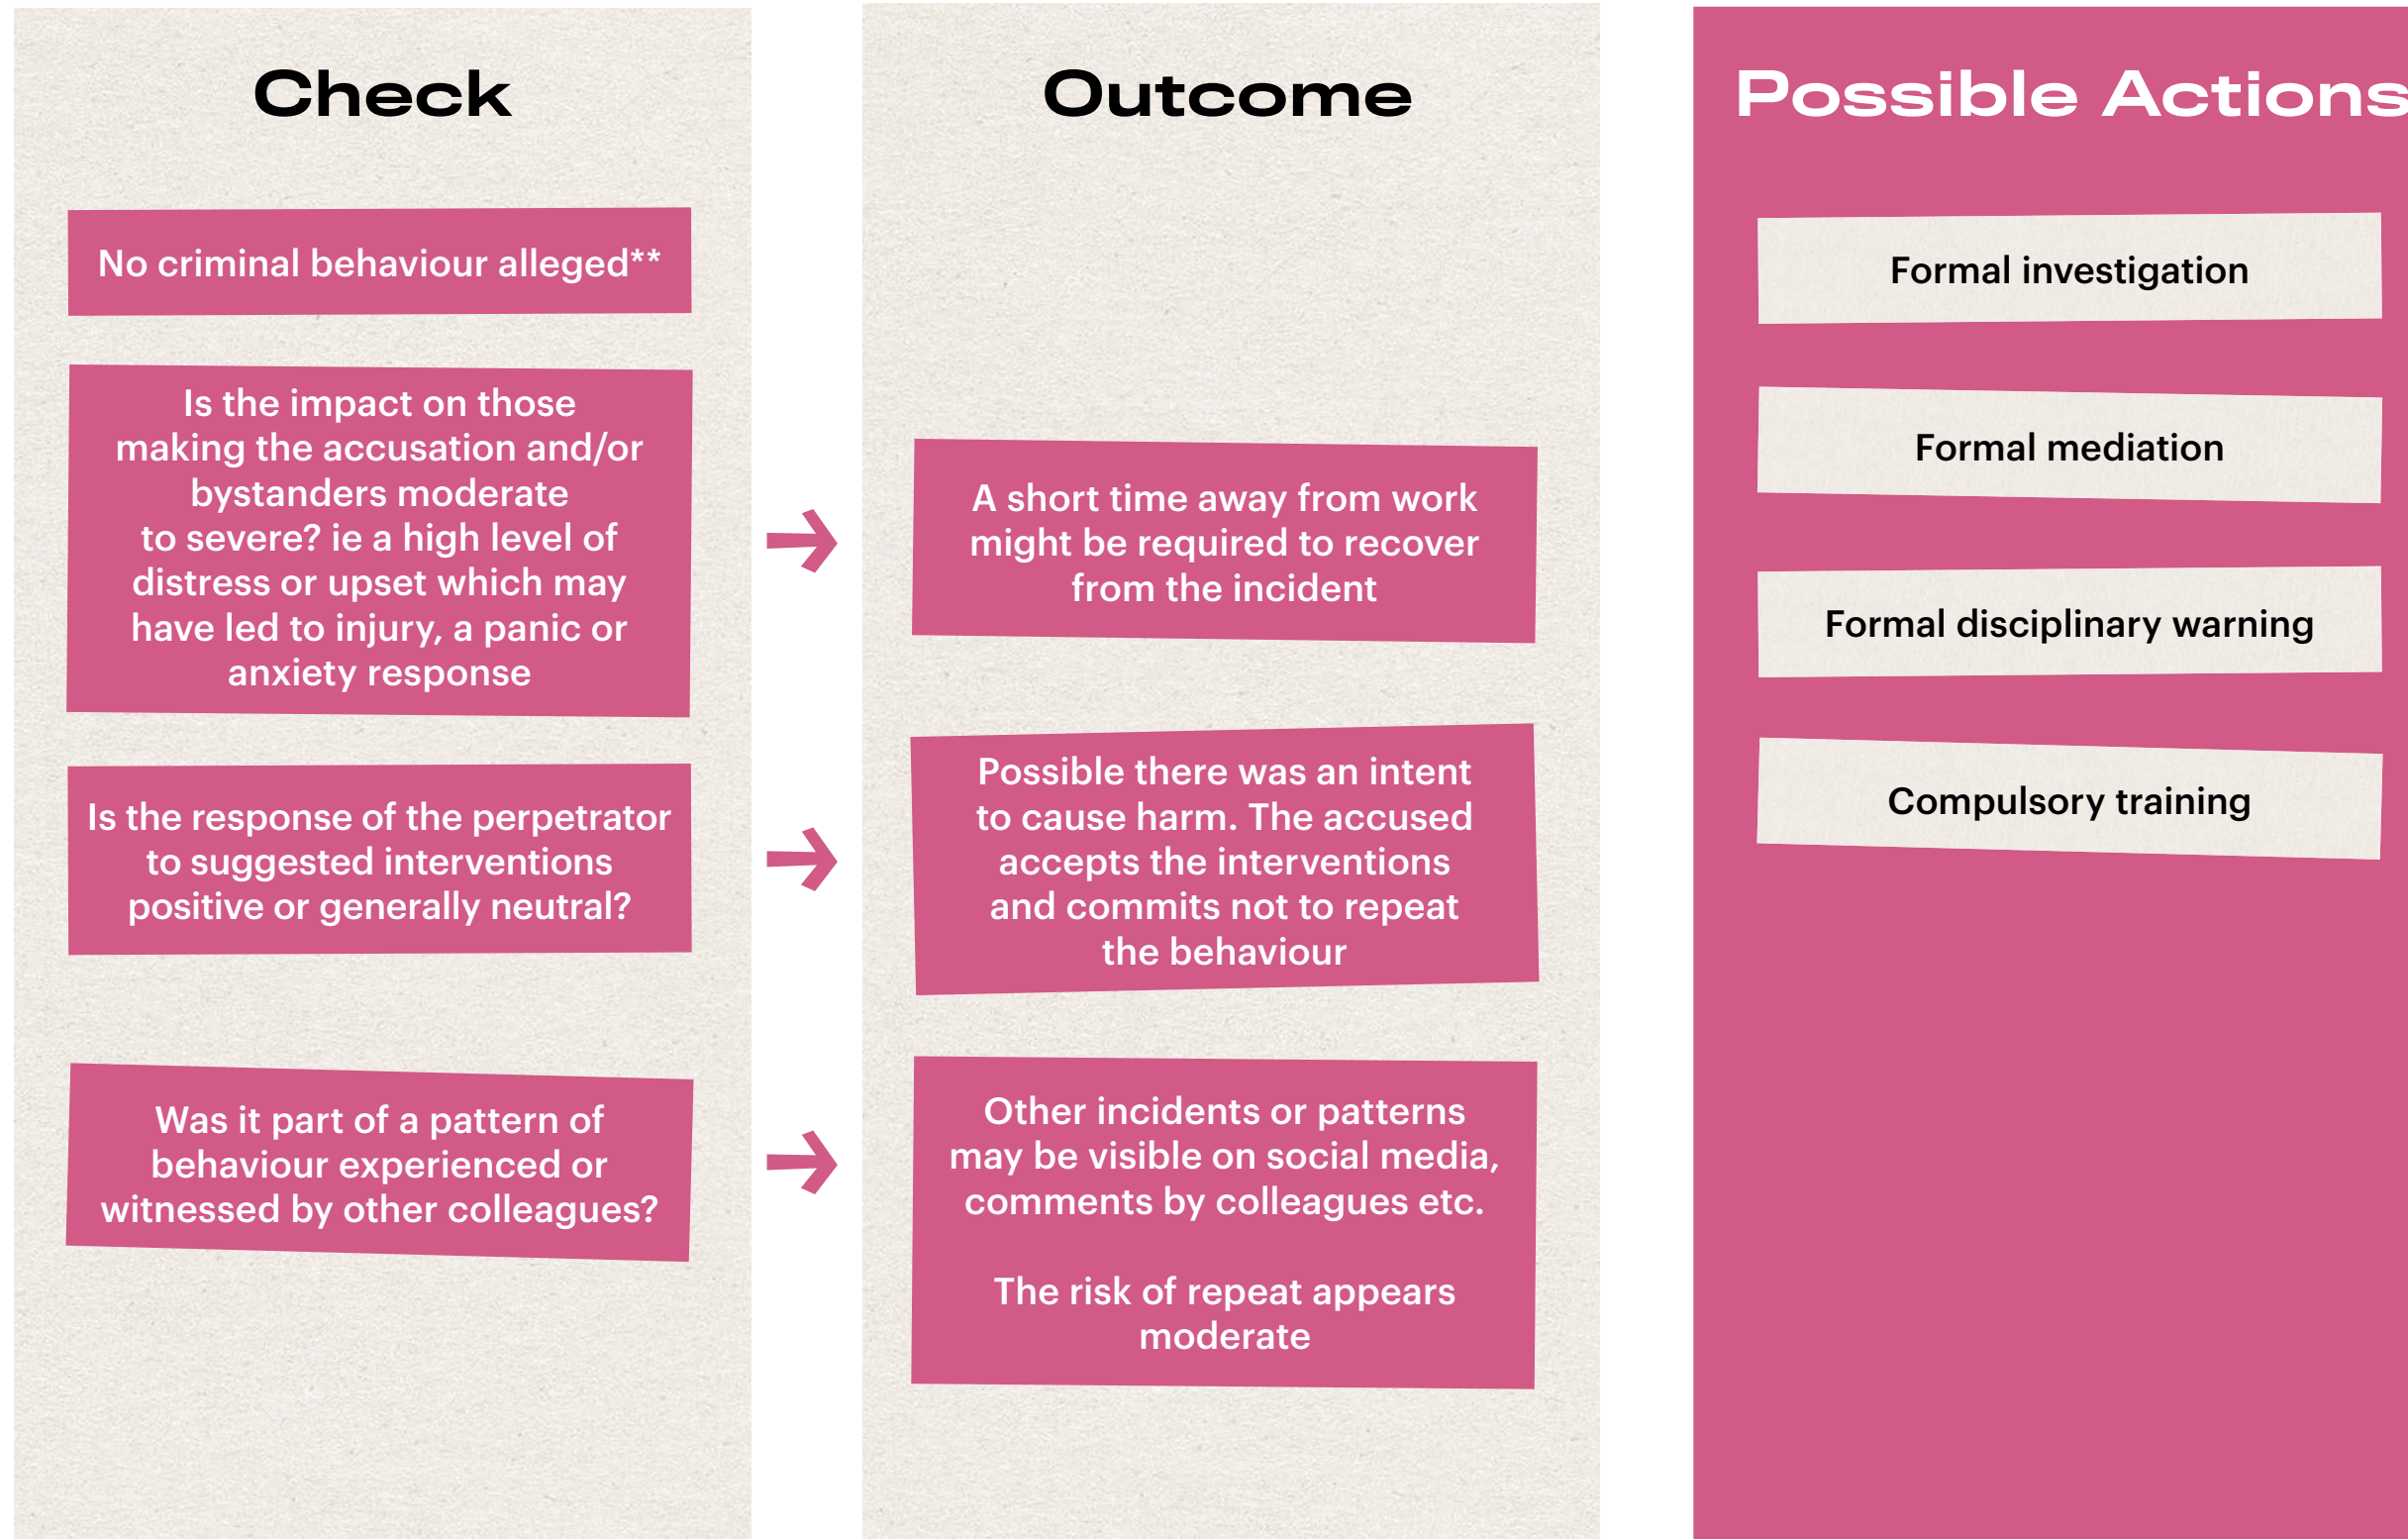 Check
No criminal behaviour alleged**
Is the impact on those
making the accusation and/or
bystanders moderate
to severe? ie a high level of
distress or upset which may
have led to injury, a panic or
anxiety response
Is the response of the perpetrator
to suggested interventions
positive or generally neutral?
Was it part of a pattern of
behaviour experienced or
witnessed by other colleagues?
Outcome
A short time away from work
might be required to recover
from the incident
Possible there was an intent
to cause harm. The accused
accepts the interventions
and commits not to repeat
the behaviour
Other incidents or patterns
may be visible on social media,
comments by colleagues etc.
The risk of repeat appears
moderate
Possible Actions
Formal investigation
Formal mediation
Formal disciplinary warning
Compulsory training